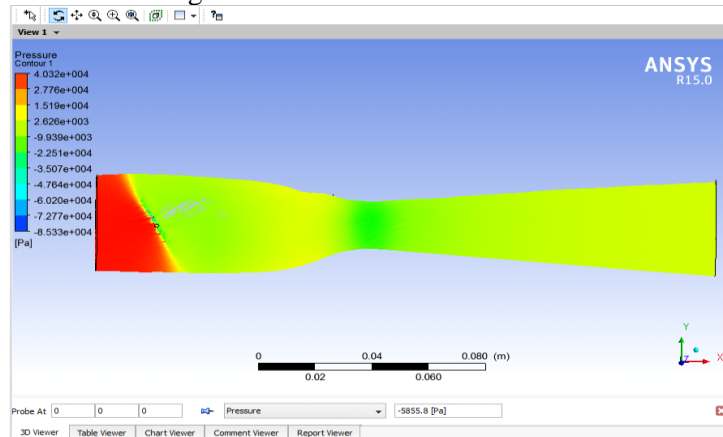 View 1
Pressure
Contour 1
4.032e+004
2.776e+004
1.519e+004
2.626e+003
-9.939e+003
-2.251e+004
-3.507e+004
-4.764e+004
-6.020e+004
-7.277e+004
-8.533e+004
[Pa]
ANSYS
R15.0
Y
X
Z
0 0.04 0.080 (m)
0.02 0.060
Probe At 0 0 0 Pressure -5855.8 [Pa]
3D Viewer Table Viewer Chart Viewer Comment Viewer Report Viewer